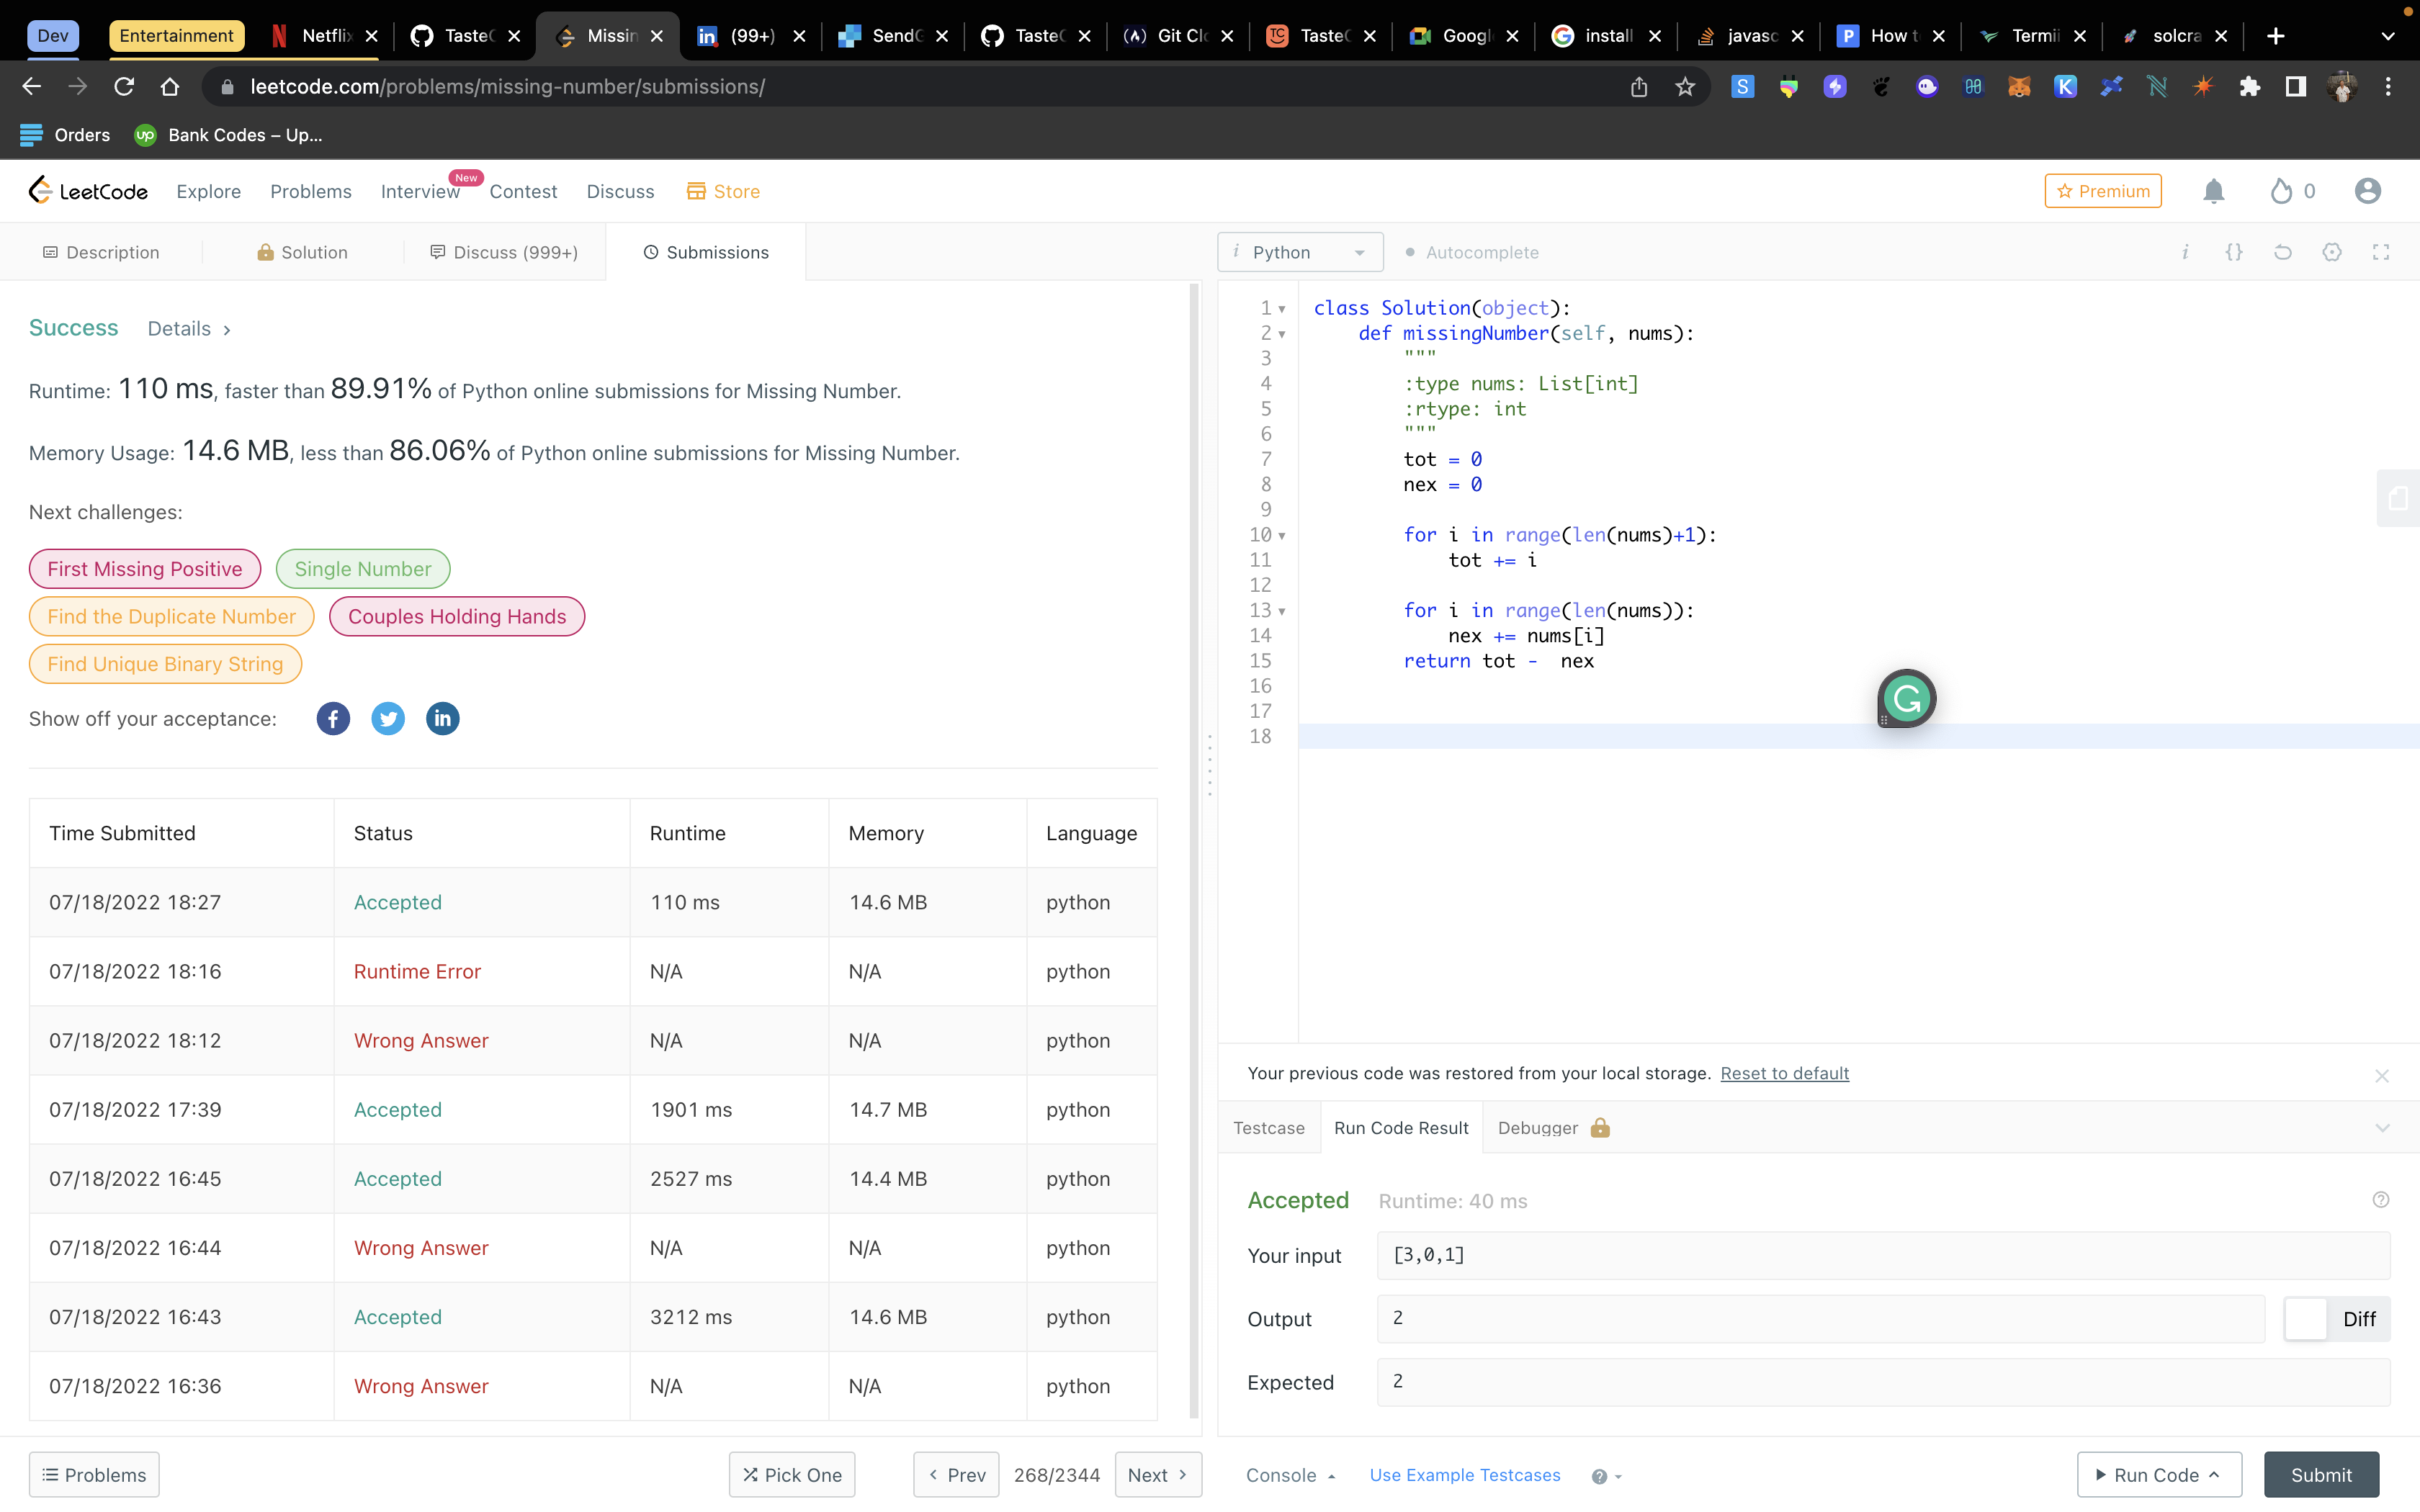 Dev
Entertainment
Netflix
TasteC
Missin
(99+)
SendG
TasteC
Git Cl
TasteC
Googl
install
javasc
How t
Termii
solcra
leetcode.com/problems/missing-number/submissions/
Orders
Bank Codes – Up...
LeetCode
Explore
Problems
Interview
New
Contest
Discuss
Store
Premium
0
Description
Solution
Discuss (999+)
Submissions
Success
Details
Runtime: 110 ms, faster than 89.91% of Python online submissions for Missing Number.
Memory Usage: 14.6 MB, less than 86.06% of Python online submissions for Missing Number.
Next challenges:
First Missing Positive
Single Number
Find the Duplicate Number
Couples Holding Hands
Find Unique Binary String
Show off your acceptance:
Time Submitted Status Runtime Memory Language
07/18/2022 18:27 Accepted 110 ms 14.6 MB python
07/18/2022 18:16 Runtime Error N/A N/A python
07/18/2022 18:12 Wrong Answer N/A N/A python
07/18/2022 17:39 Accepted 1901 ms 14.7 MB python
07/18/2022 16:45 Accepted 2527 ms 14.4 MB python
07/18/2022 16:44 Wrong Answer N/A N/A python
07/18/2022 16:43 Accepted 3212 ms 14.6 MB python
07/18/2022 16:36 Wrong Answer N/A N/A python
Problems
Pick One
Prev
268/2344
Next
i Python
Autocomplete
1 class Solution(object):
2 def missingNumber(self, nums):
3 """
4 :type nums: List[int]
5 :rtype: int
6 """
7 tot = 0
8 nex = 0
9
10 for i in range(len(nums)+1):
11 tot += i
12
13 for i in range(len(nums)):
14 nex += nums[i]
15 return tot -  nex
16
17
18
Your previous code was restored from your local storage. Reset to default
Testcase
Run Code Result
Debugger
Accepted Runtime: 40 ms
Your input [3,0,1]
Output 2
Diff
Expected 2
Console
Use Example Testcases
Run Code
Submit